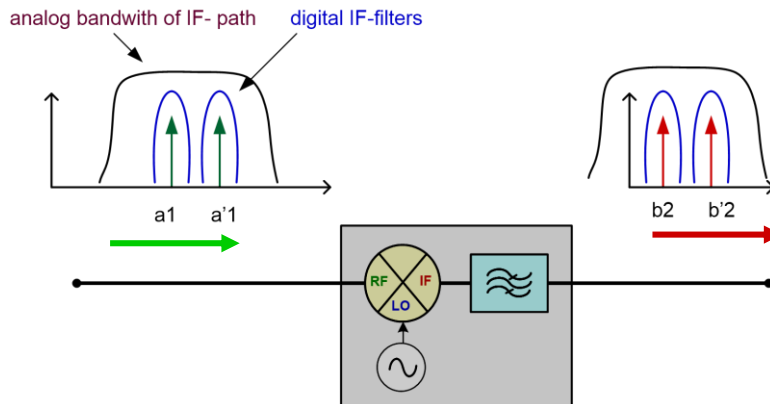 analog bandwith of IF- path
digital IF-filters
a1 a'1
b2 b'2
RF IF
LO